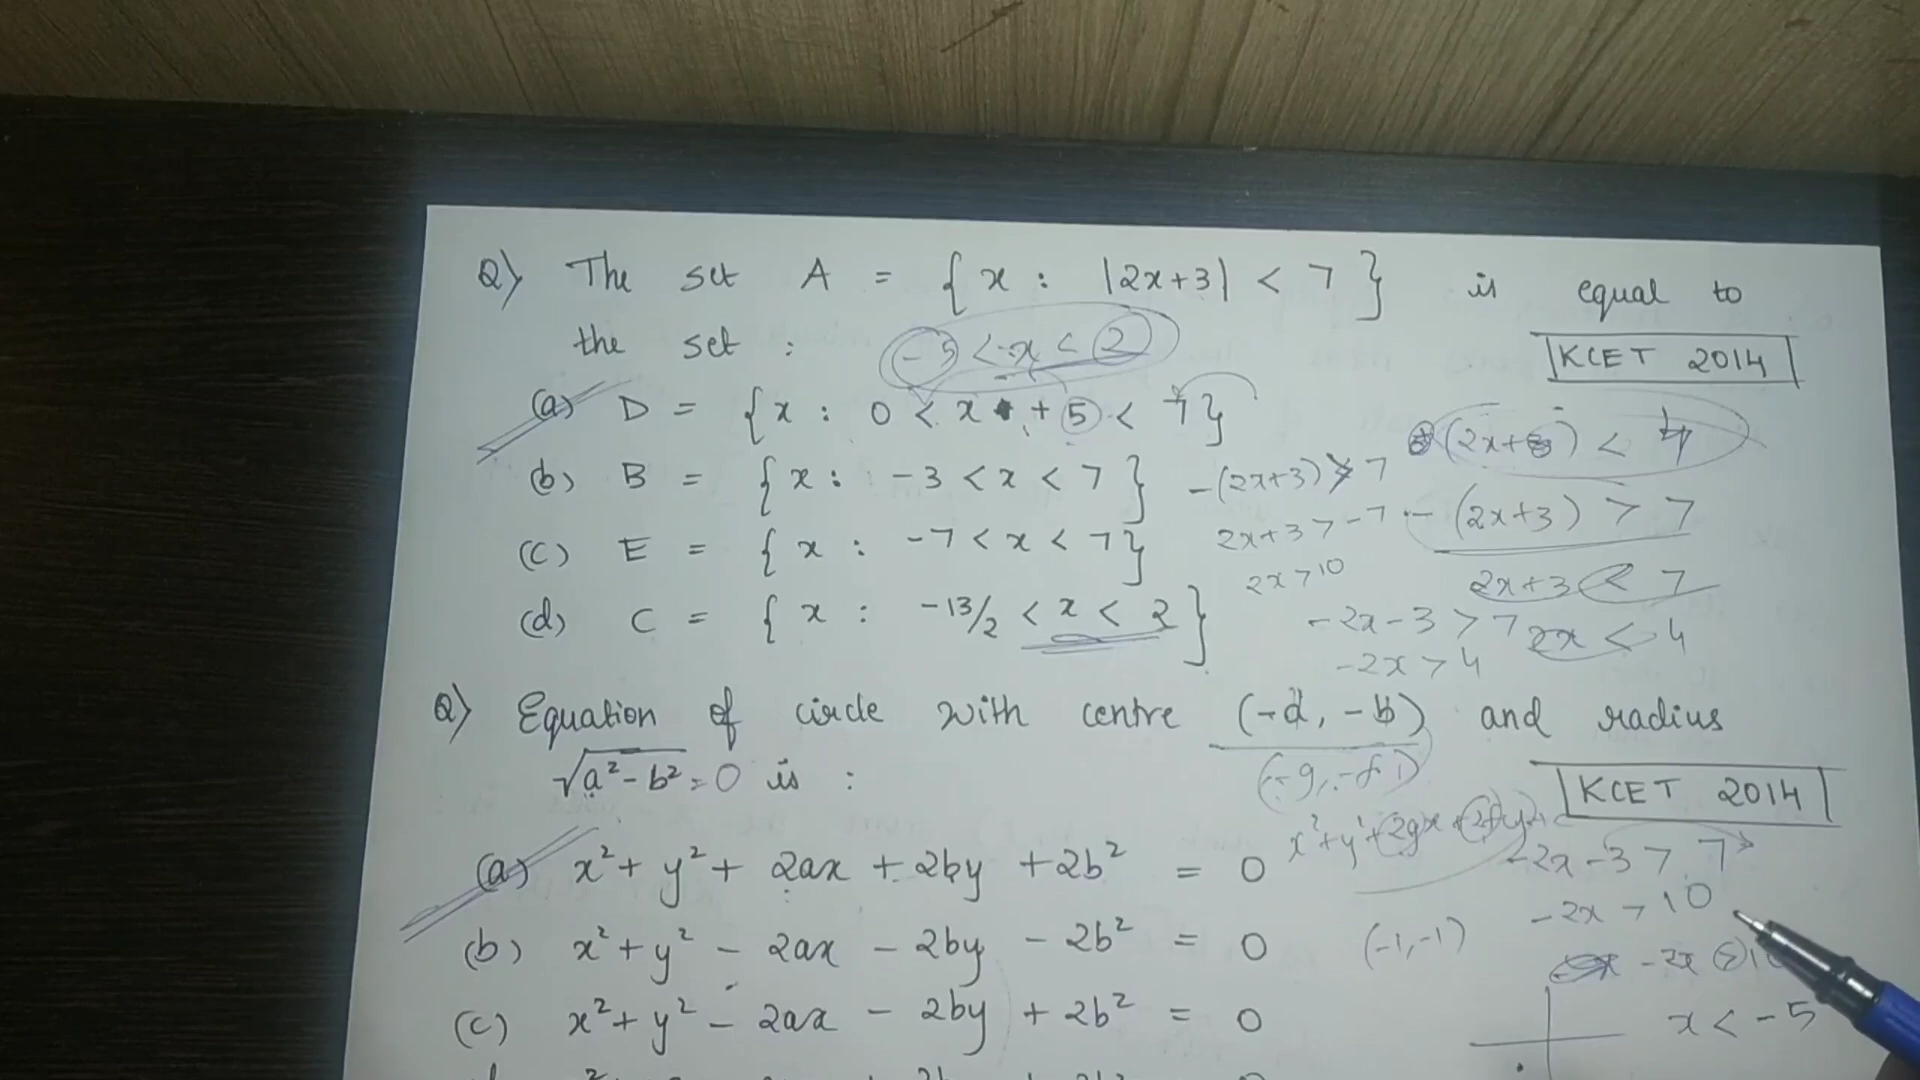 Q) The set A = { x : |2x+3| < 7 } is equal to
the set :
-5 < x < 2
KCET 2014
(a) D = { x : 0 < x + 5 < 7 }
(b) B = { x : -3 < x < 7 }
(c) E = { x : -7 < x < 7 }
(d) C = { x : -13/2 < x < 2 }
-(2x+3) > 7
2x+3 > -7
2x > 10
-(2x+3) > 7
2x+3 < 7
-2x-3 > 7
2x < 4
-2x > 4
Q) Equation of circle with centre (-a, -b) and radius
√a²-b² = 0 is :
(-g, -f)
KCET 2014
x²+y²+2gx+2fy+c
(a) x² + y² + 2ax + 2by + 2b² = 0
-2x-3 > 7
-2x > 10
(b) x² + y² - 2ax - 2by - 2b² = 0
(-1,-1)
-2x > 10
(c) x² + y² - 2ax - 2by + 2b² = 0
x < -5